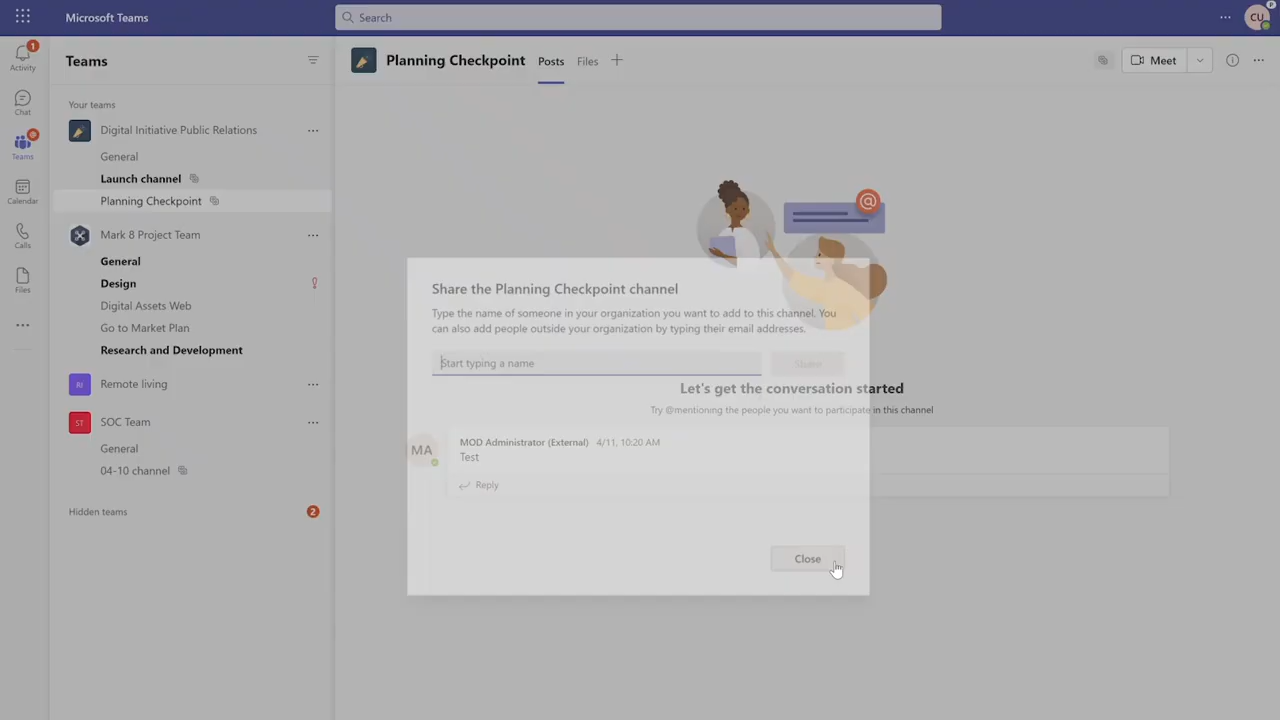 Microsoft Teams
Search
CU
P
1
Activity
Chat
Teams
Calendar
Calls
Files
Teams
Your teams
Digital Initiative Public Relations
General
Launch channel
Planning Checkpoint
Mark 8 Project Team
General
Design
Digital Assets Web
Go to Market Plan
Research and Development
RI
Remote living
ST
SOC Team
General
04-10 channel
Hidden teams
2
Planning Checkpoint
Posts
Files
Meet
@
Share the Planning Checkpoint channel
Type the name of someone in your organization you want to add to this channel. You
can also add people outside your organization by typing their email addresses.
Start typing a name
Share
Let's get the conversation started
Try @mentioning the people you want to participate in this channel
MA
MOD Administrator (External) 4/11, 10:20 AM
Test
Reply
Close